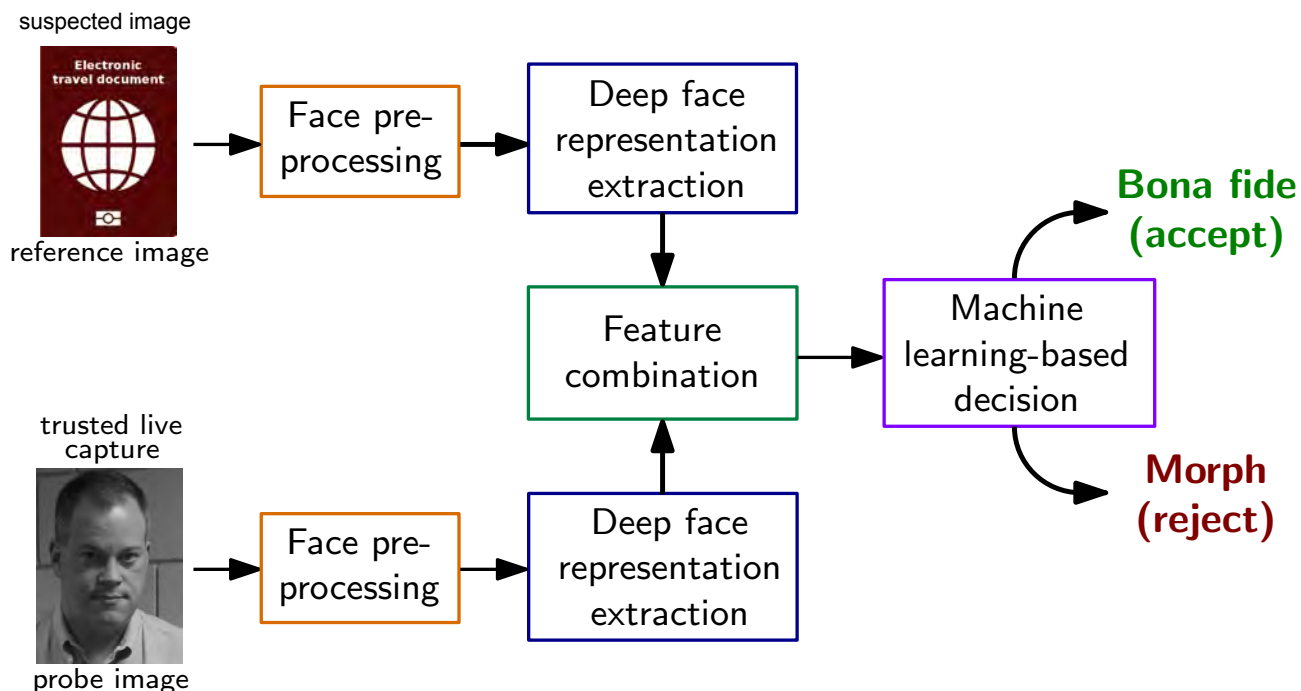 suspected image
Electronic
travel document
reference image
Face pre-
processing
Deep face
representation
extraction
Feature
combination
Machine
learning-based
decision
Bona fide
(accept)
Morph
(reject)
trusted live
capture
probe image
Face pre-
processing
Deep face
representation
extraction